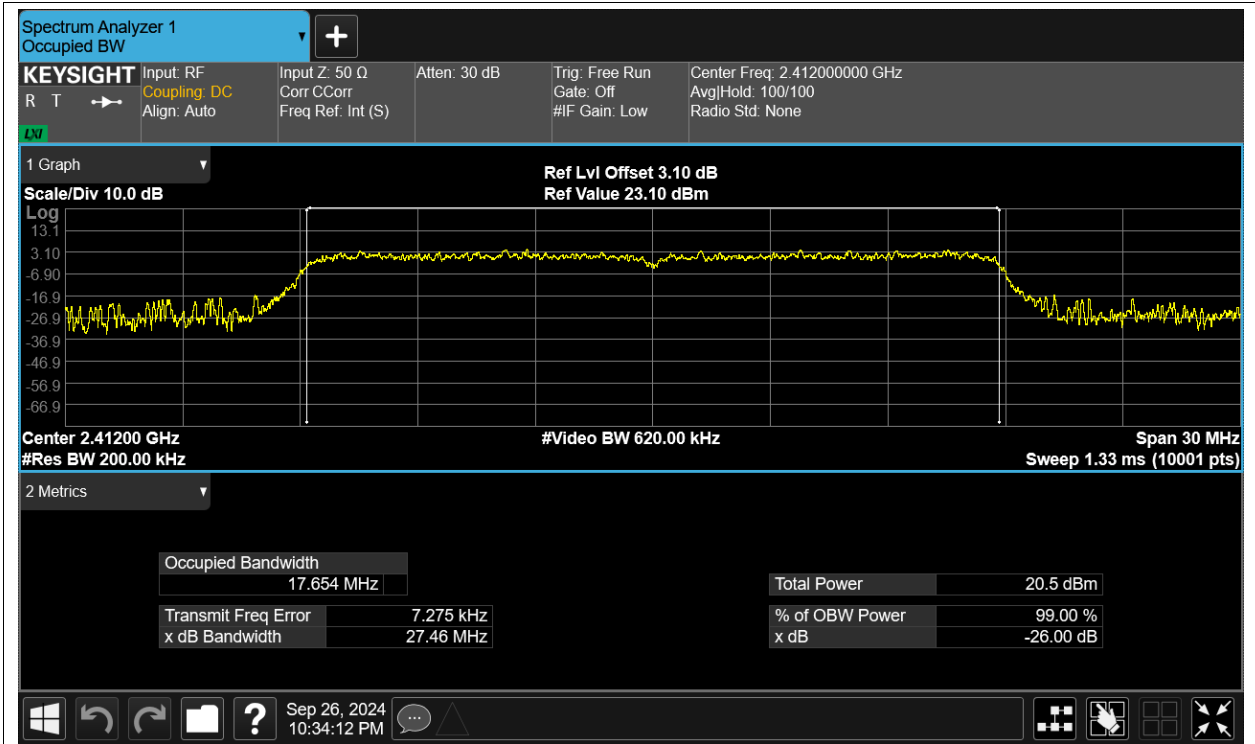 Spectrum Analyzer 1
Occupied BW
KEYSIGHT
R T
LXI
Input: RF
Coupling: DC
Align: Auto
Input Z: 50 Ω
Corr CCorr
Freq Ref: Int (S)
Atten: 30 dB
Trig: Free Run
Gate: Off
#IF Gain: Low
Center Freq: 2.412000000 GHz
Avg|Hold: 100/100
Radio Std: None
1 Graph
Scale/Div 10.0 dB
Ref Lvl Offset 3.10 dB
Ref Value 23.10 dBm
Log
13.1
3.10
-6.90
-16.9
-26.9
-36.9
-46.9
-56.9
-66.9
Center 2.41200 GHz
#Res BW 200.00 kHz
#Video BW 620.00 kHz
Span 30 MHz
Sweep 1.33 ms (10001 pts)
2 Metrics
Occupied Bandwidth
17.654 MHz
Transmit Freq Error 7.275 kHz
x dB Bandwidth 27.46 MHz
Total Power 20.5 dBm
% of OBW Power 99.00 %
x dB -26.00 dB
?
Sep 26, 2024
10:34:12 PM